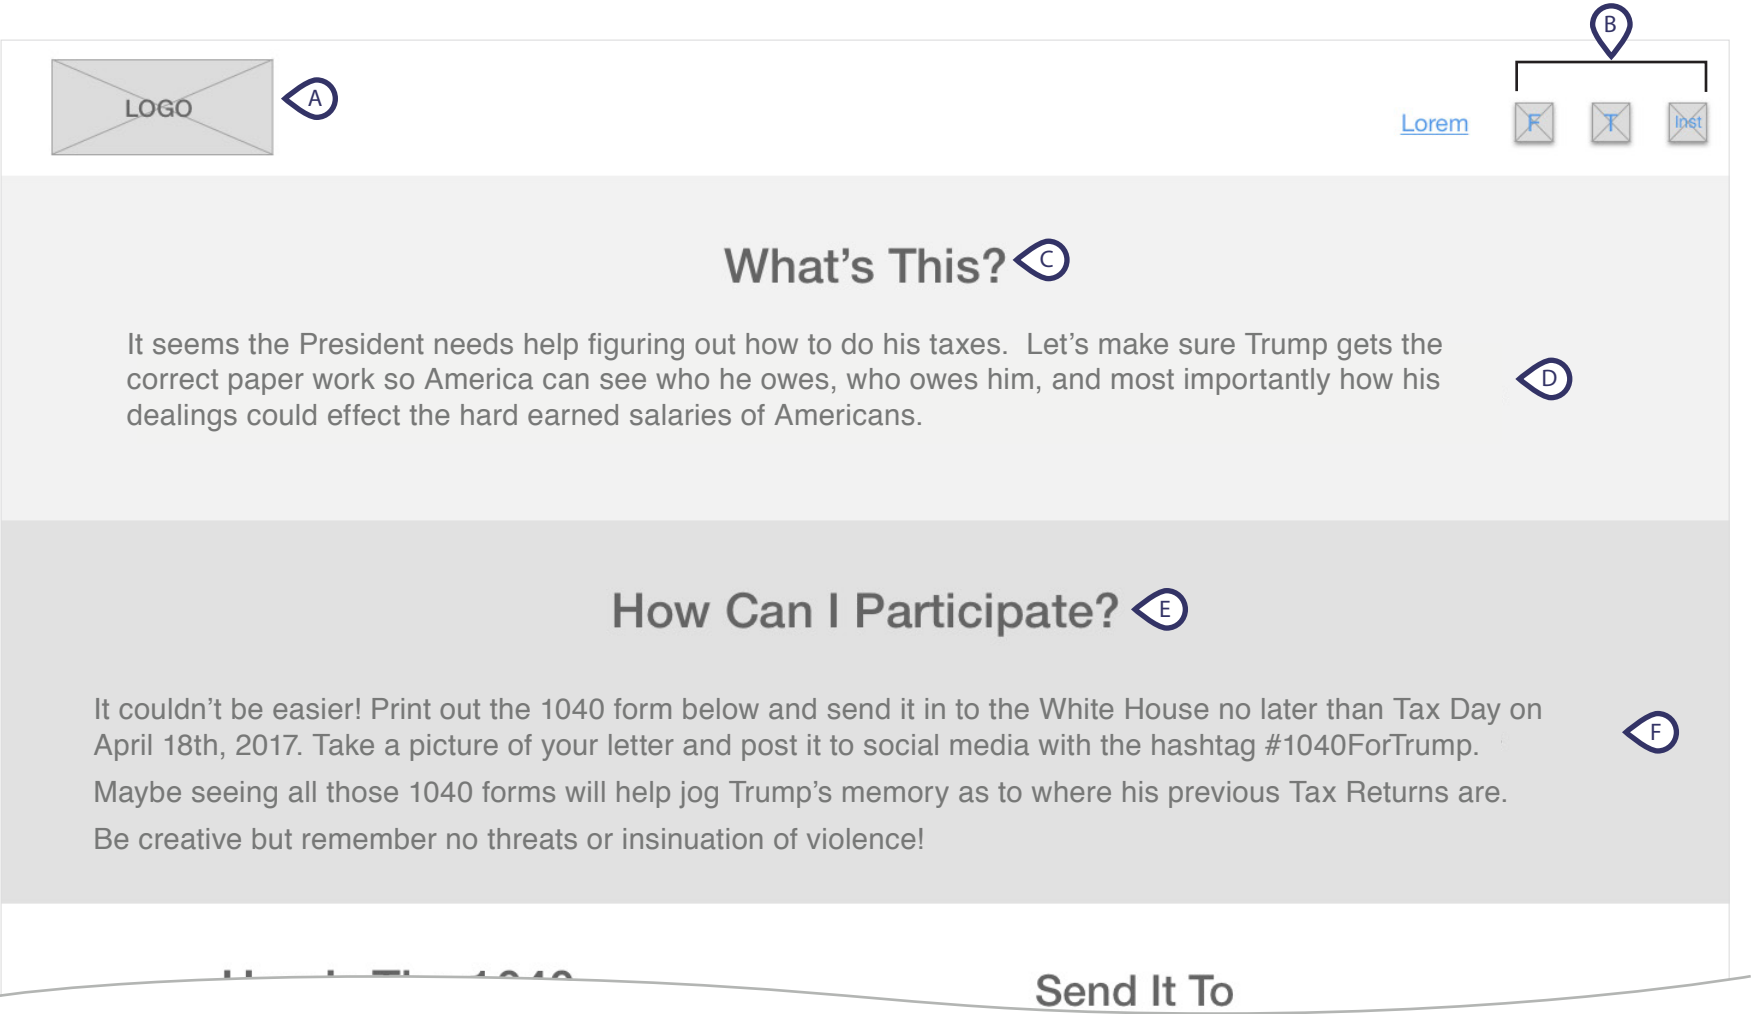 B
LOGO
A
Lorem
F
T
Inst
What's This?
C
It seems the President needs help figuring out how to do his taxes.  Let's make sure Trump gets the
correct paper work so America can see who he owes, who owes him, and most importantly how his
dealings could effect the hard earned salaries of Americans.
D
How Can I Participate?
E
It couldn't be easier! Print out the 1040 form below and send it in to the White House no later than Tax Day on
April 18th, 2017. Take a picture of your letter and post it to social media with the hashtag #1040ForTrump.
F
Maybe seeing all those 1040 forms will help jog Trump's memory as to where his previous Tax Returns are.
Be creative but remember no threats or insinuation of violence!
1040
Send It To